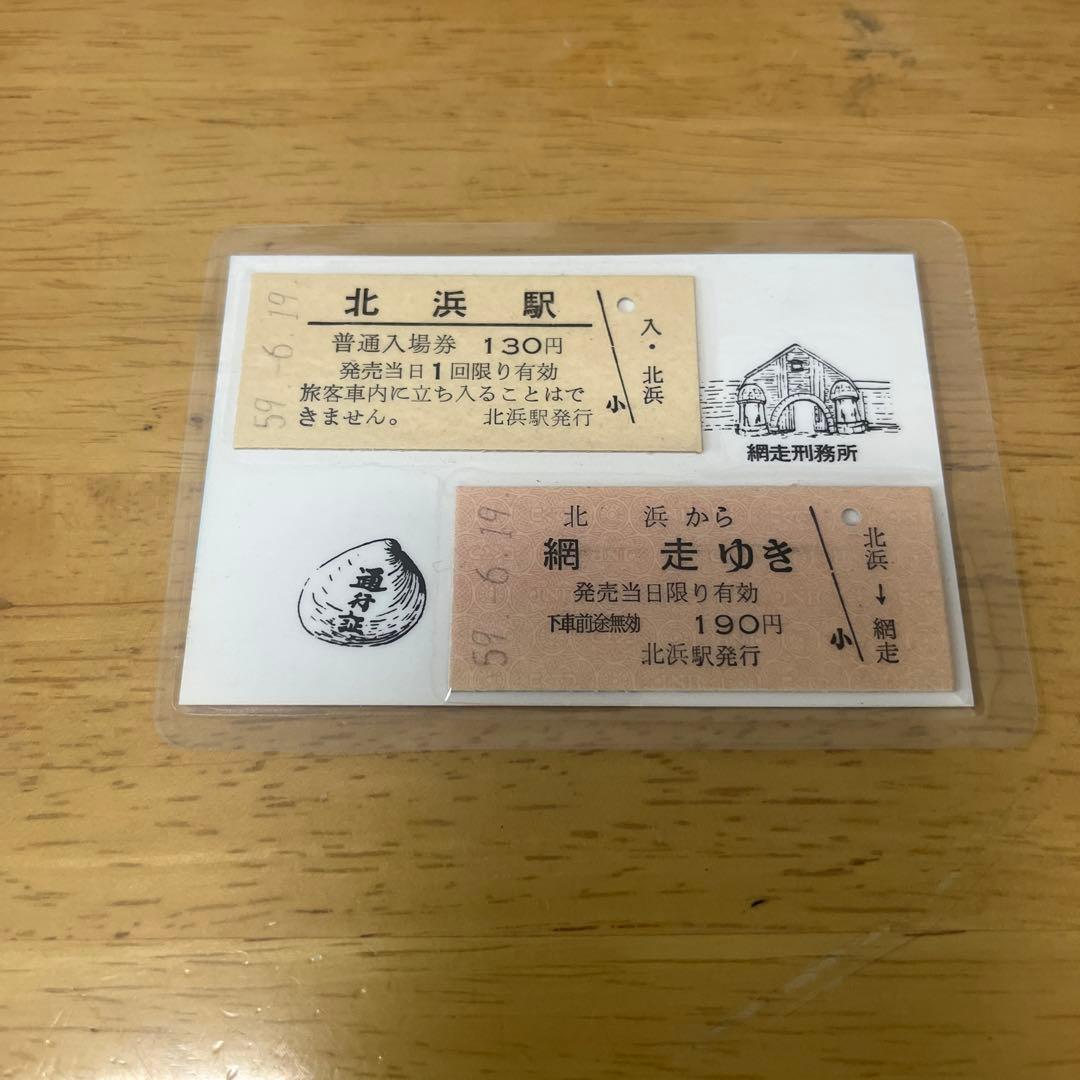 59.-6.19
北浜駅
普通入場券 130円
発売当日1回限り有効
旅客車内に立ち入ることはで
きません。 北浜駅発行
小
入・北浜
網走刑務所
通行証
59.-6.19
北浜から
網走ゆき
発売当日限り有効
下車前途無効 190円
北浜駅発行
小
北浜→網走